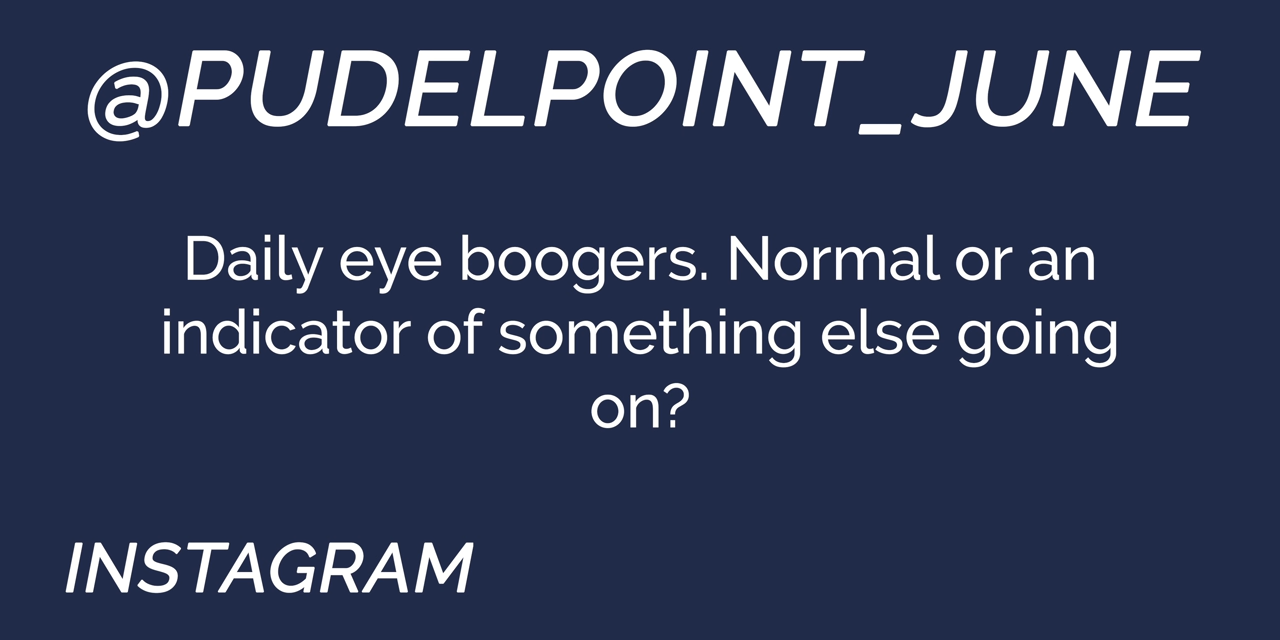 @PUDELPOINT_JUNE
Daily eye boogers. Normal or an
indicator of something else going
on?
INSTAGRAM